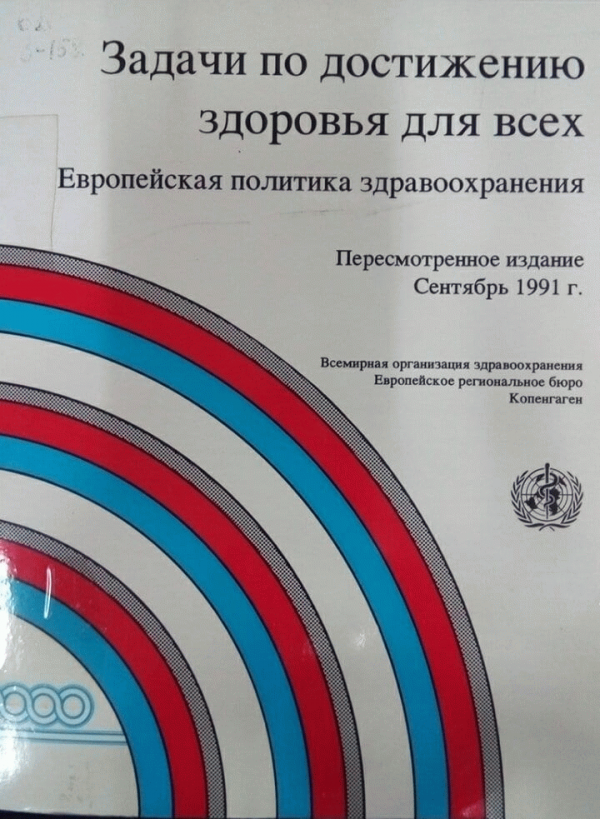 Задачи по достижению
здоровья для всех
Европейская политика здравоохранения
Пересмотренное издание
Сентябрь 1991 г.
Всемирная организация здравоохранения
Европейское региональное бюро
Копенгаген
000